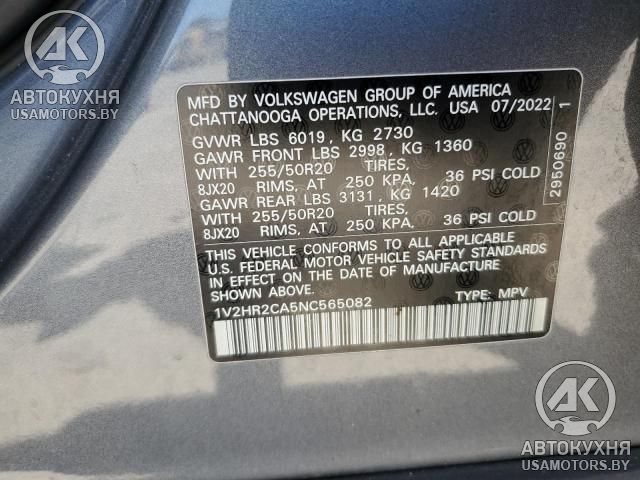 AK
АВТОКУХНЯ
USAMOTORS.BY
MFD BY VOLKSWAGEN GROUP OF AMERICA
CHATTANOOGA OPERATIONS, LLC. USA 07/2022
GVWR LBS 6019, KG 2730
GAWR FRONT LBS 2998, KG 1360
WITH 255/50R20 TIRES,
8JX20 RIMS, AT 250 KPA, 36 PSI COLD
GAWR REAR LBS 3131, KG 1420
WITH 255/50R20 TIRES,
8JX20 RIMS, AT 250 KPA, 36 PSI COLD
THIS VEHICLE CONFORMS TO ALL APPLICABLE
U.S. FEDERAL MOTOR VEHICLE SAFETY STANDARDS
IN EFFECT ON THE DATE OF MANUFACTURE
SHOWN ABOVE.
1V2HR2CA5NC565082 TYPE: MPV
2950690 1
AK
АВТОКУХНЯ
USAMOTORS.BY